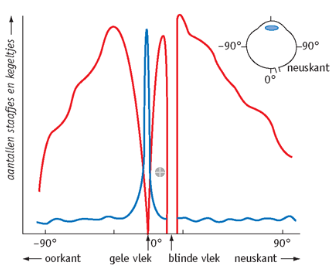 aantallen staafjes en kegeltjes
−90°
−90°
neuskant
0°
−90°
0°
90°
oorkant
gele vlek
blinde vlek
neuskant